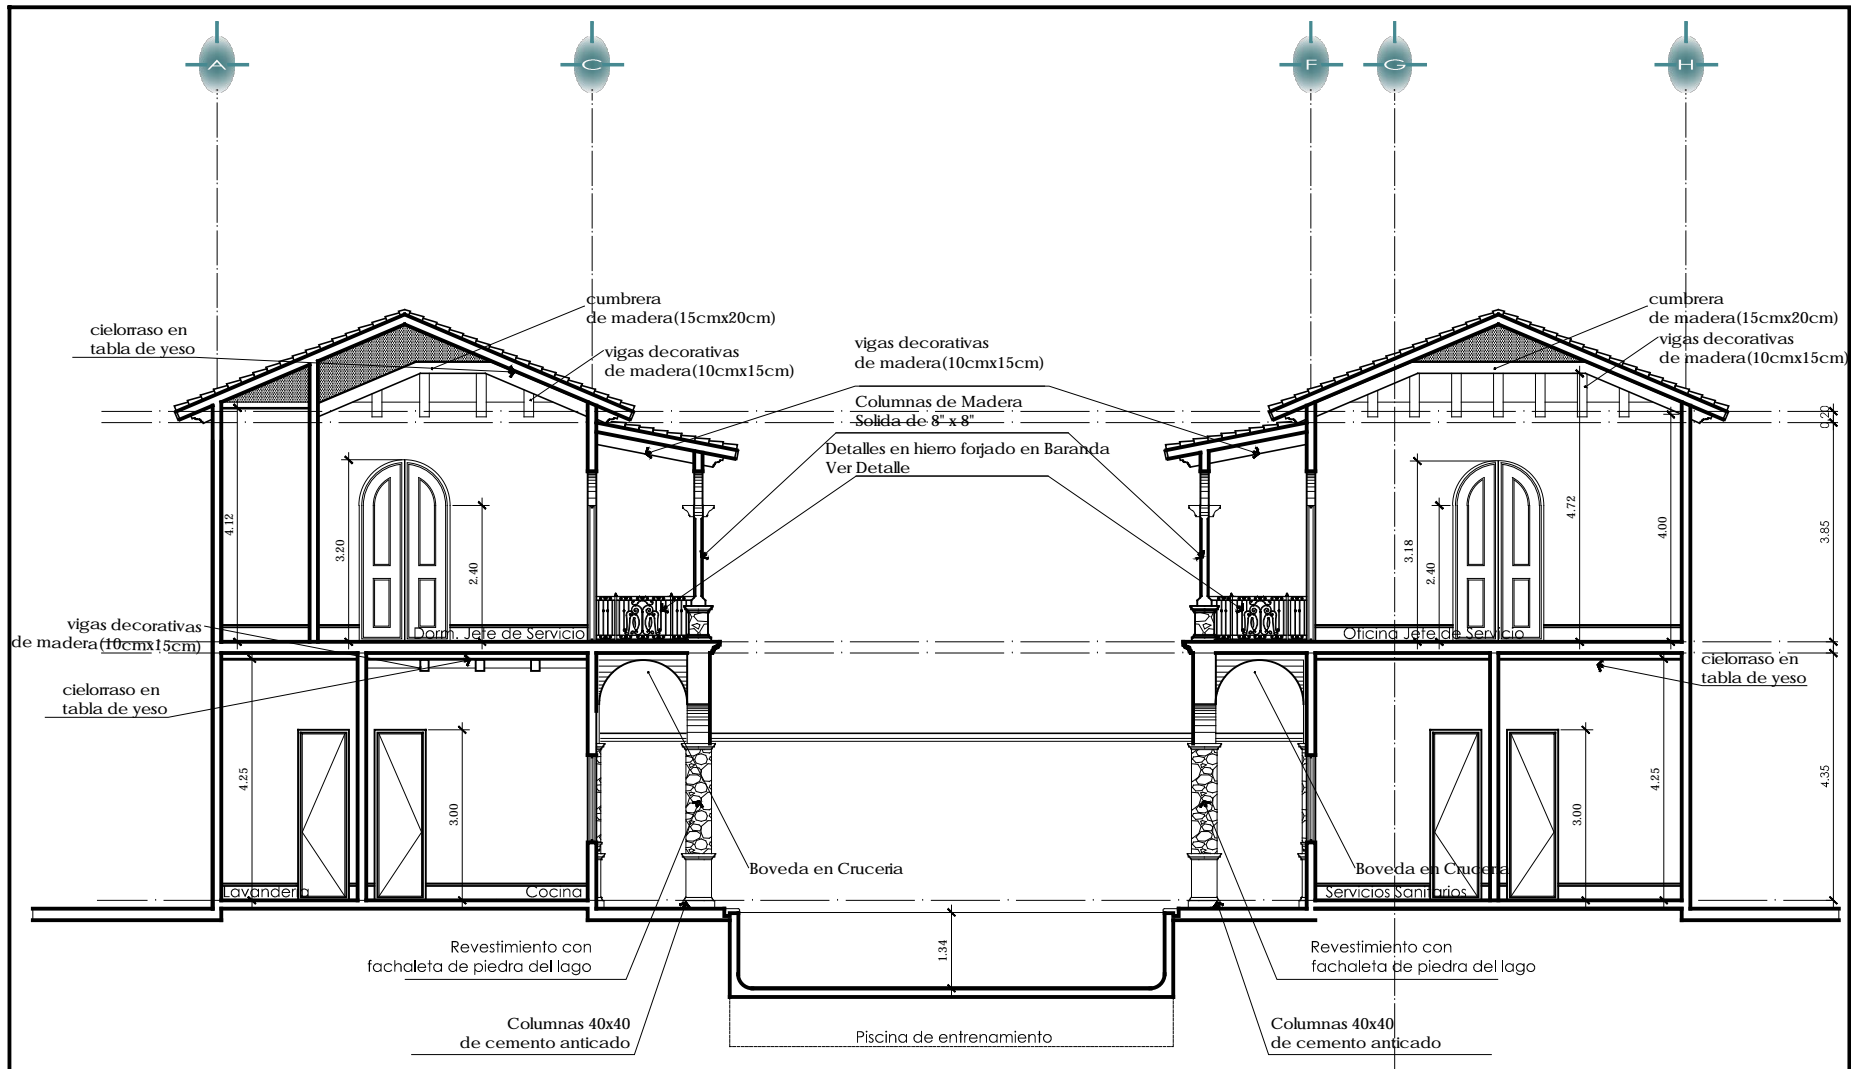 A
C
F
G
H
cumbrera
de madera(15cmx20cm)
cielorraso en
tabla de yeso
vigas decorativas
de madera(10cmx15cm)
vigas decorativas
de madera(10cmx15cm)
Columnas de Madera
Solida de 8" x 8"
Detalles en hierro forjado en Baranda
Ver Detalle
cumbrera
de madera(15cmx20cm)
vigas decorativas
de madera(10cmx15cm)
0.20
4.12
3.20
2.40
3.18
2.40
4.72
4.00
3.85
vigas decorativas
de madera(10cmx15cm)
Dorm. Jefe de Servicio
Oficina Jefe de Servicio
cielorraso en
tabla de yeso
cielorraso en
tabla de yeso
4.25
3.00
3.00
4.25
4.35
Boveda en Cruceria
Boveda en Cruceria
Lavanderia
Cocina
Servicios Sanitarios
1.34
Revestimiento con
fachaleta de piedra del lago
Revestimiento con
fachaleta de piedra del lago
Columnas 40x40
de cemento anticado
Piscina de entrenamiento
Columnas 40x40
de cemento anticado